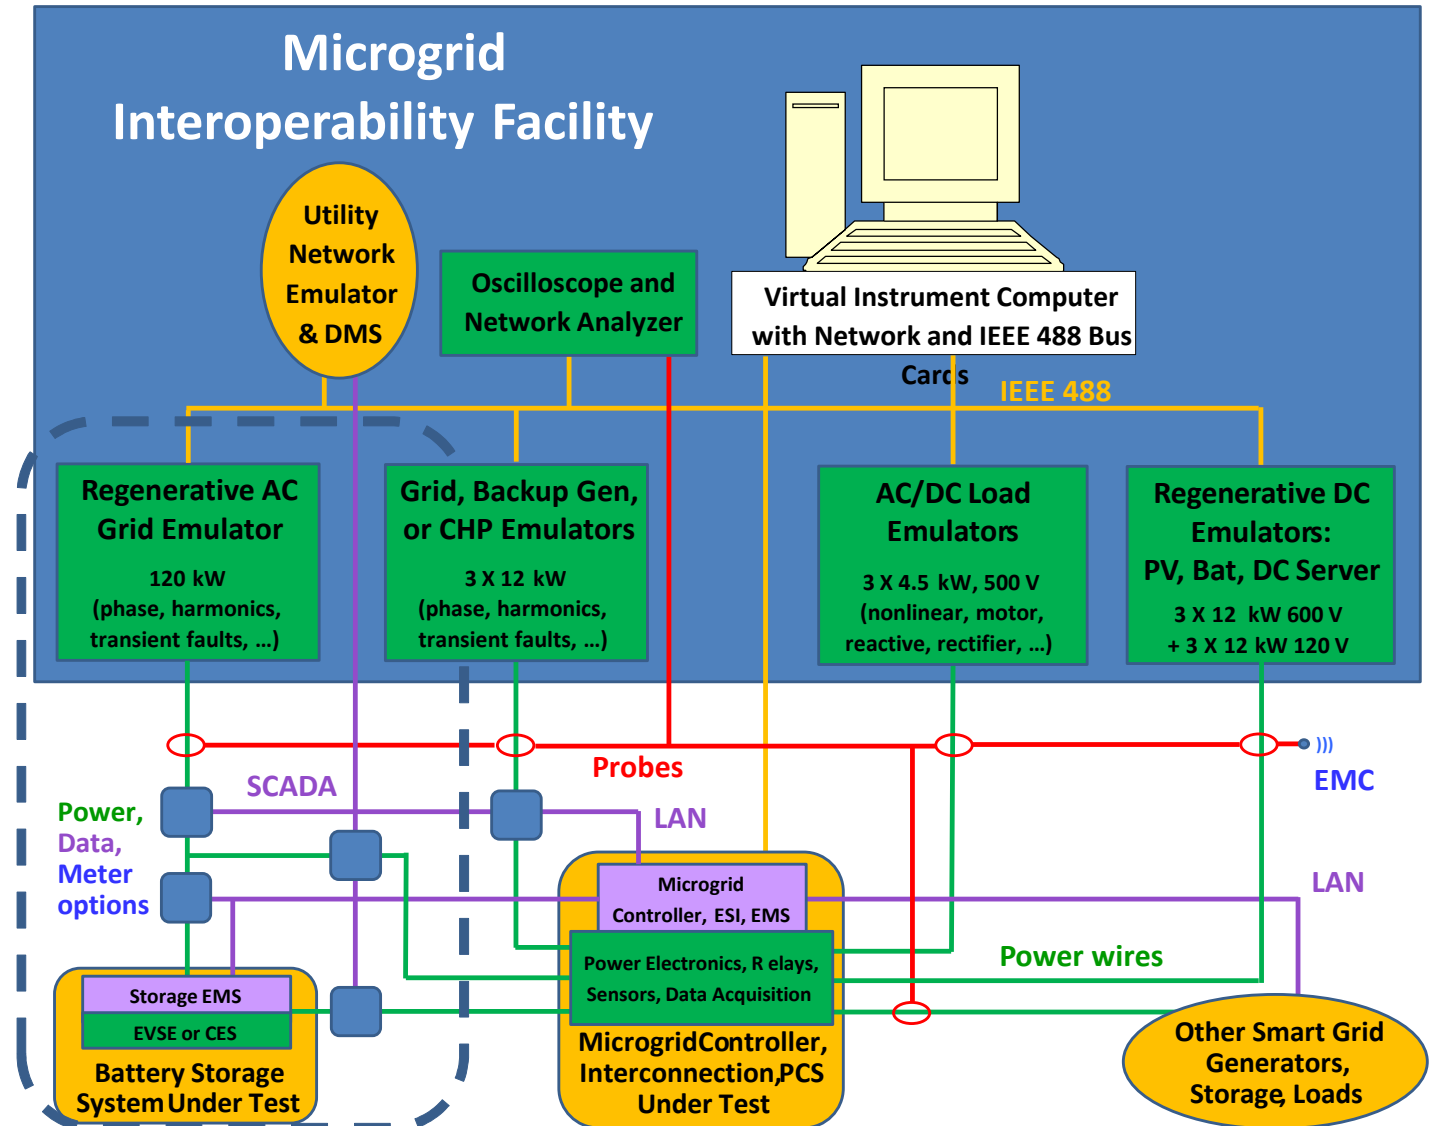 Microgrid
Interoperability Facility
Utility
Network
Emulator
& DMS
Oscilloscope and
Network Analyzer
Virtual Instrument Computer
with Network and IEEE 488 Bus
Cards
IEEE 488
Regenerative AC
Grid Emulator
120 kW
(phase, harmonics,
transient faults, ...)
Grid, Backup Gen,
or CHP Emulators
3 X 12 kW
(phase, harmonics,
transient faults, ...)
AC/DC Load
Emulators
3 X 4.5 kW, 500 V
(nonlinear, motor,
reactive, rectifier, ...)
Regenerative DC
Emulators:
PV, Bat, DC Server
3 X 12 kW 600 V
+ 3 X 12 kW 120 V
Probes
)))
EMC
SCADA
LAN
Power,
Data,
Meter
options
LAN
Microgrid
Controller, ESI, EMS
Power Electronics, R elays,
Sensors, Data Acquisition
Power wires
Storage EMS
EVSE or CES
Battery Storage
System Under Test
MicrogridController,
Interconnection,PCS
Under Test
Other Smart Grid
Generators,
Storage, Loads